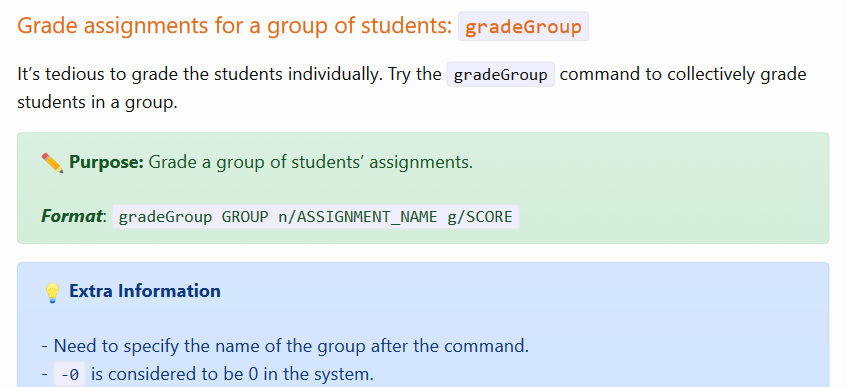 Grade assignments for a group of students: gradeGroup
It’s tedious to grade the students individually. Try the gradeGroup command to collectively grade
students in a group.
Purpose: Grade a group of students’ assignments.
Format: gradeGroup GROUP n/ASSIGNMENT_NAME g/SCORE
Extra Information
- Need to specify the name of the group after the command.
- -0 is considered to be 0 in the system.